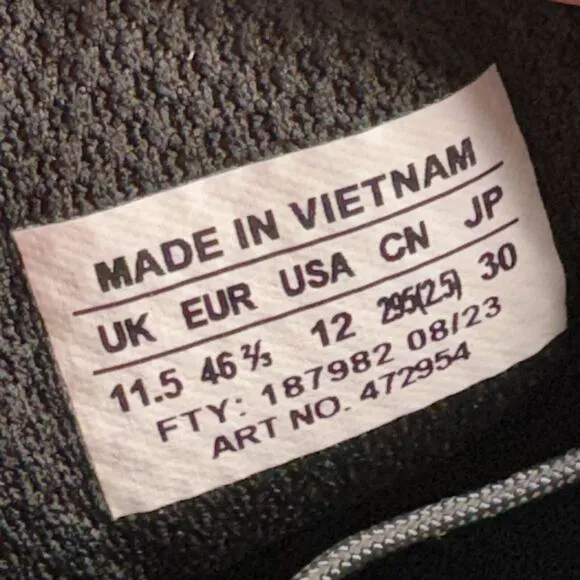 MADE IN VIETNAM
UK EUR USA CN JP
11.5 46⅔ 12 295(2.5) 30
FTY: 187982 08/23
ART NO. 472954